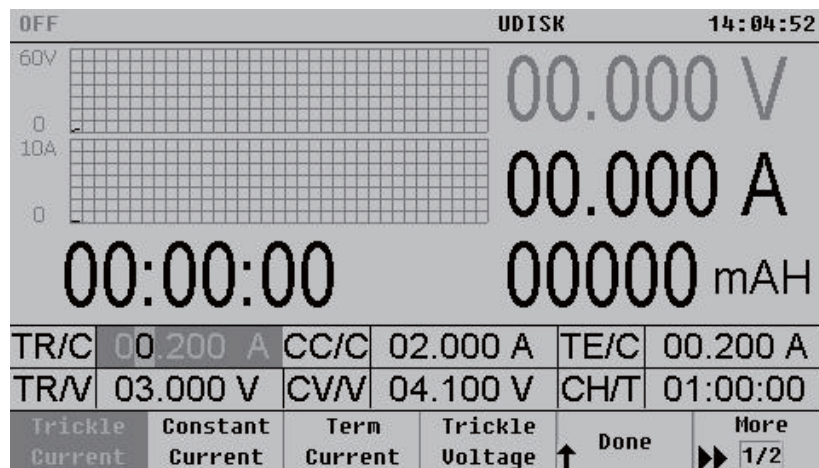 OFF UDISK 14:04:52
60V 00.000 V
0
10A 00.000 A
0
00:00:00 00000 mAH
TR/C 00.200 A CC/C 02.000 A TE/C 00.200 A
TR/V 03.000 V CV/V 04.100 V CH/T 01:00:00
Trickle Constant Term Trickle Done More
Current Current Current Voltage 1/2